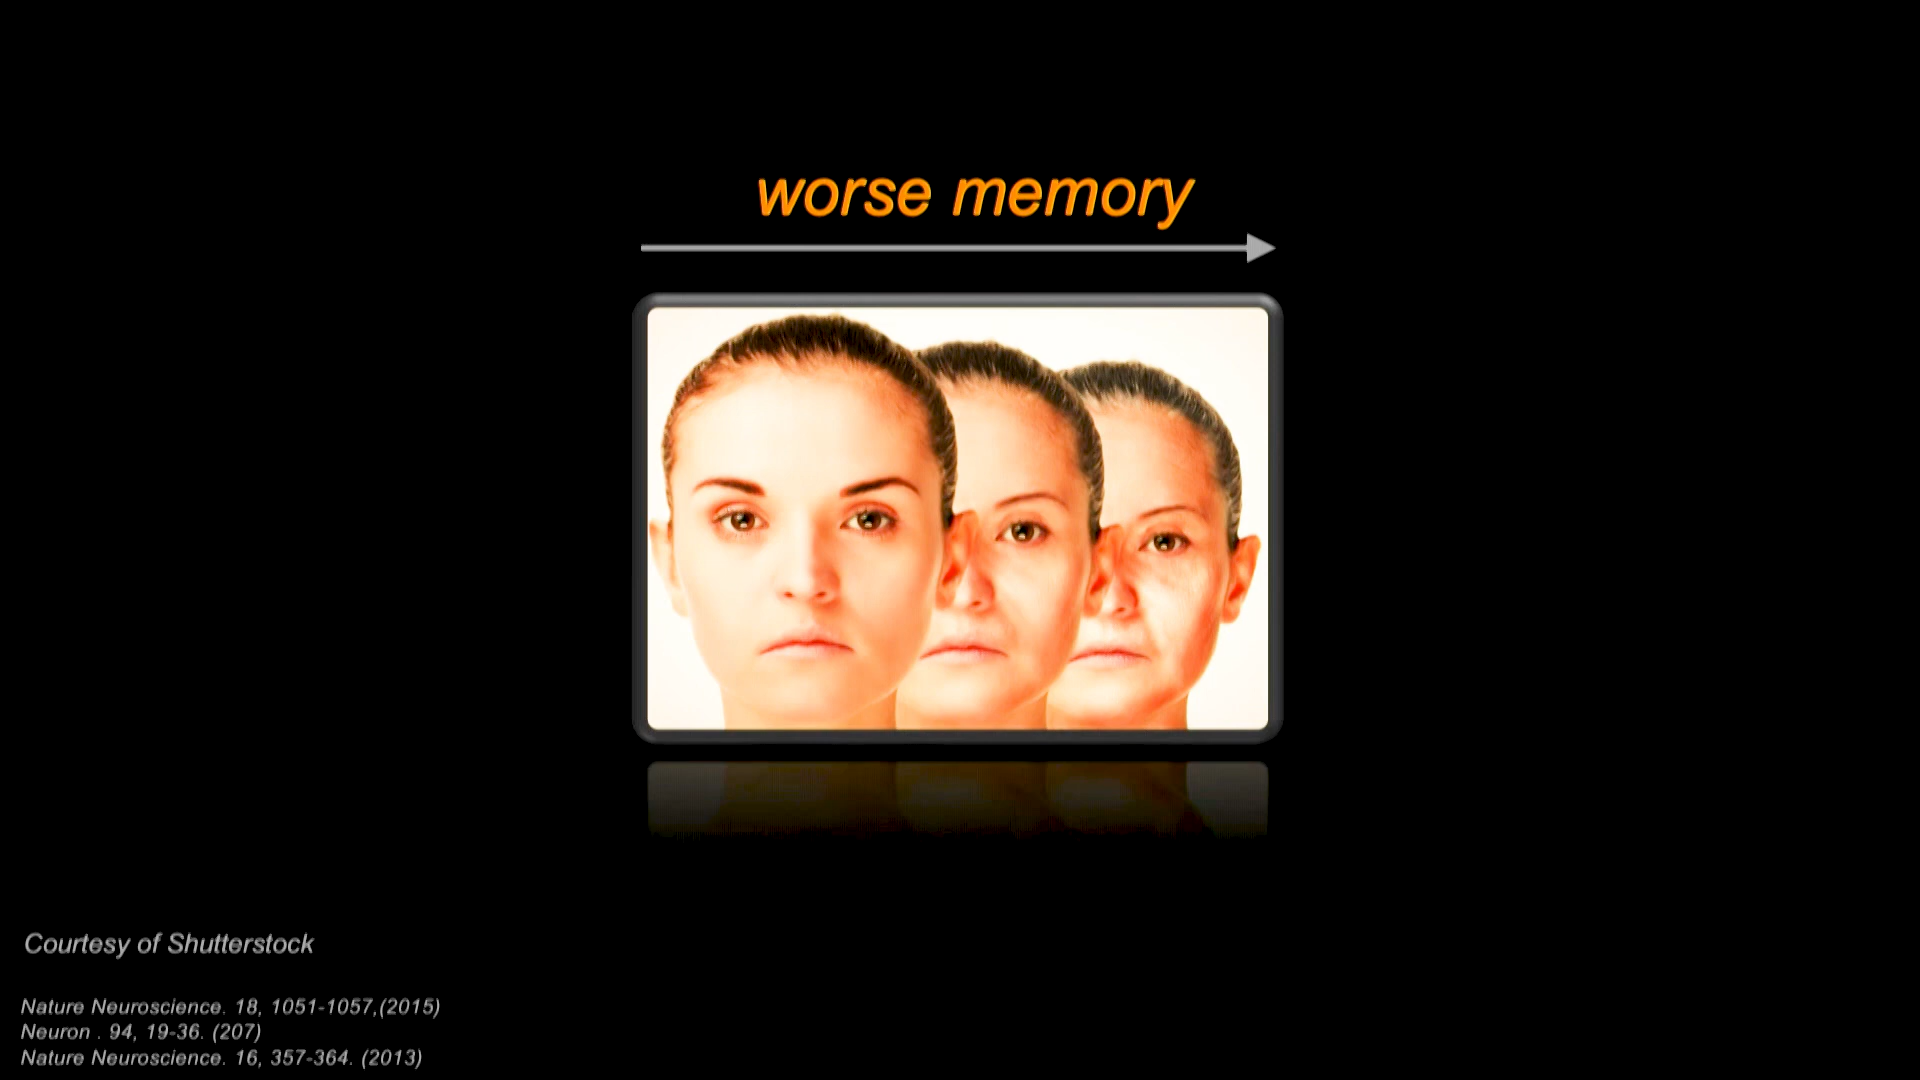 worse memory
Courtesy of Shutterstock
Nature Neuroscience. 18, 1051-1057,(2015)
Neuron . 94, 19-36. (207)
Nature Neuroscience. 16, 357-364. (2013)